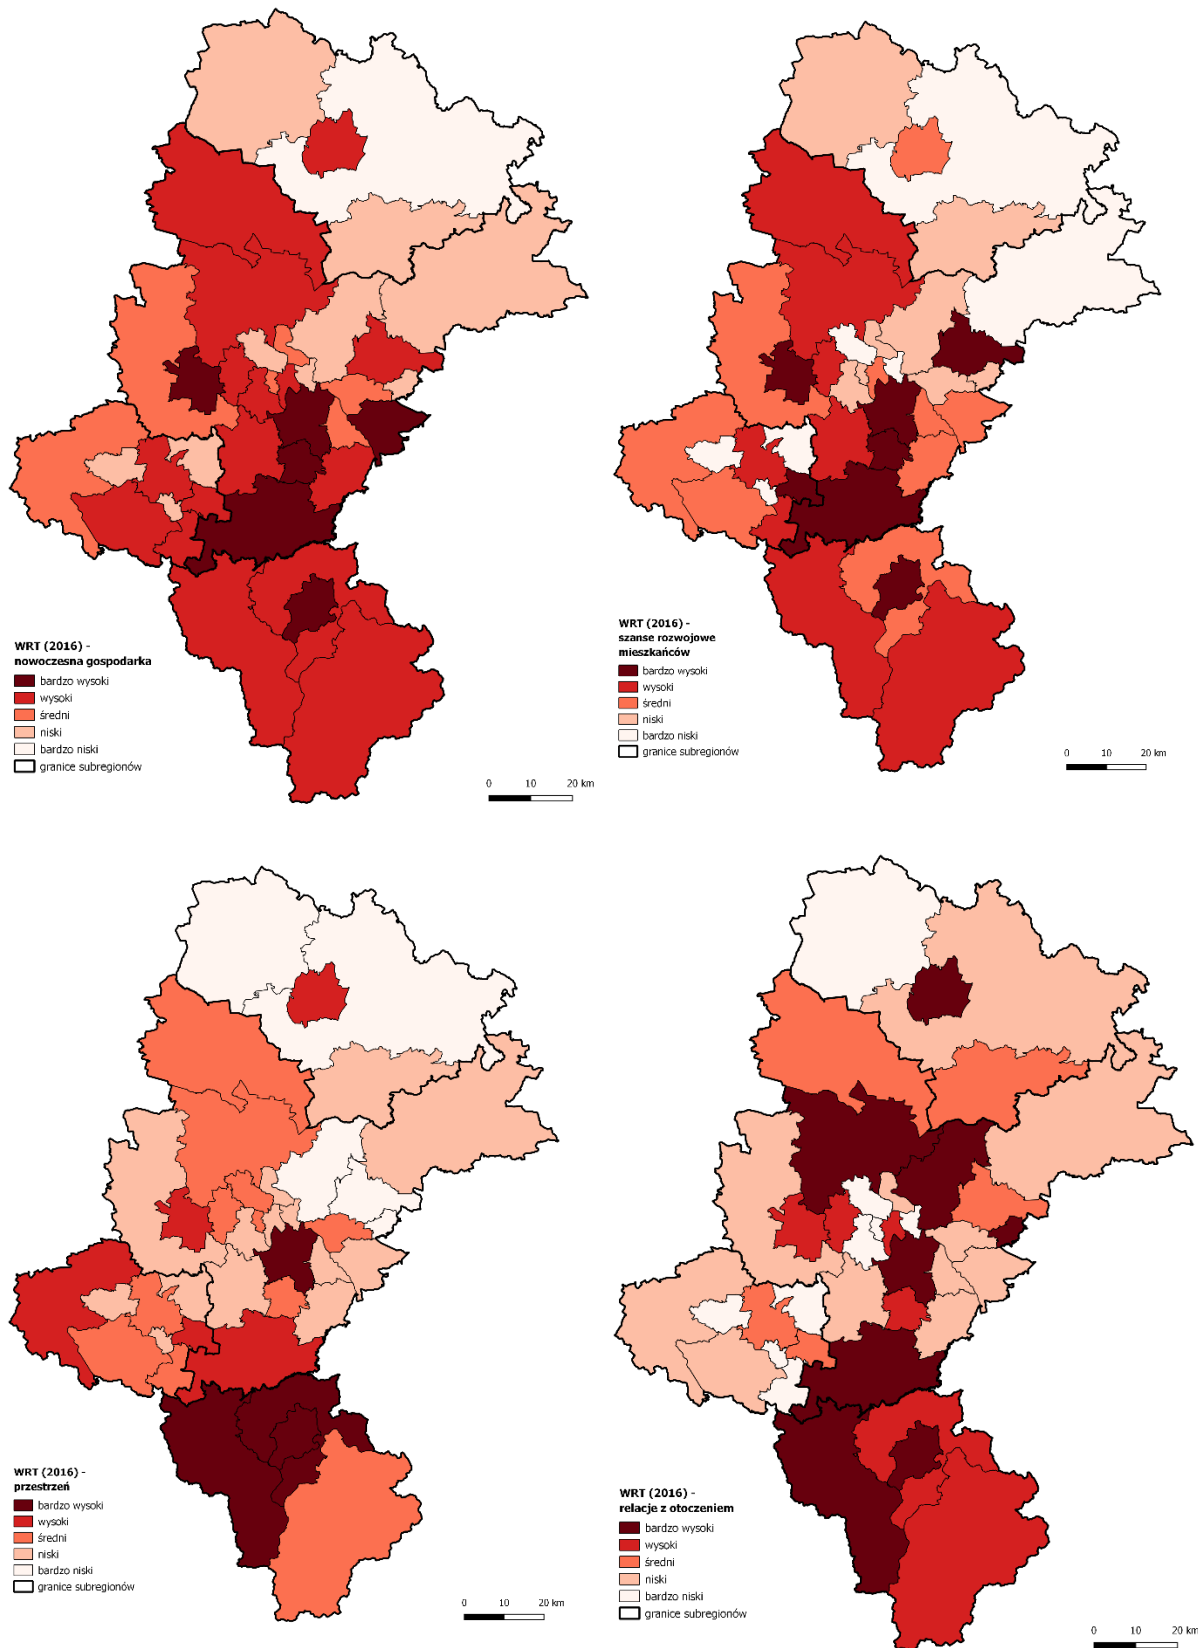 WRT (2016) -
nowoczesna gospodarka
bardzo wysoki
wysoki
średni
niski
bardzo niski
granice subregionów
0 10 20 km
WRT (2016) -
szanse rozwojowe
mieszkańców
bardzo wysoki
wysoki
średni
niski
bardzo niski
granice subregionów
0 10 20 km
WRT (2016) -
przestrzeń
bardzo wysoki
wysoki
średni
niski
bardzo niski
granice subregionów
0 10 20 km
WRT (2016) -
relacje z otoczeniem
bardzo wysoki
wysoki
średni
niski
bardzo niski
granice subregionów
0 10 20 km